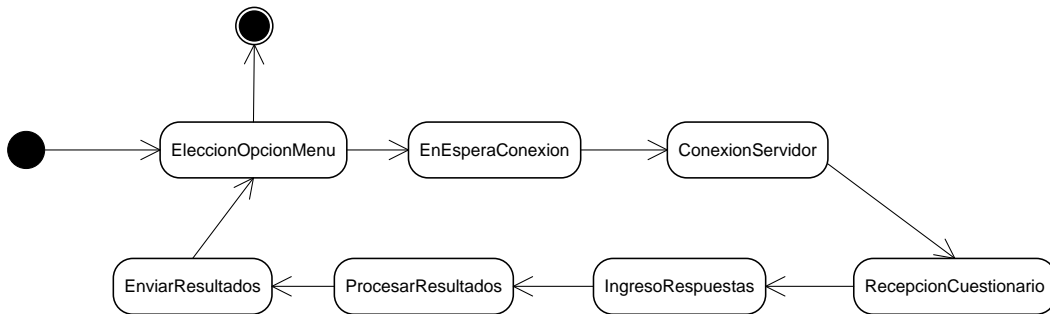 EleccionOpcionMenu
EnEsperaConexion
ConexionServidor
EnviarResultados
ProcesarResultados
IngresoRespuestas
RecepcionCuestionario